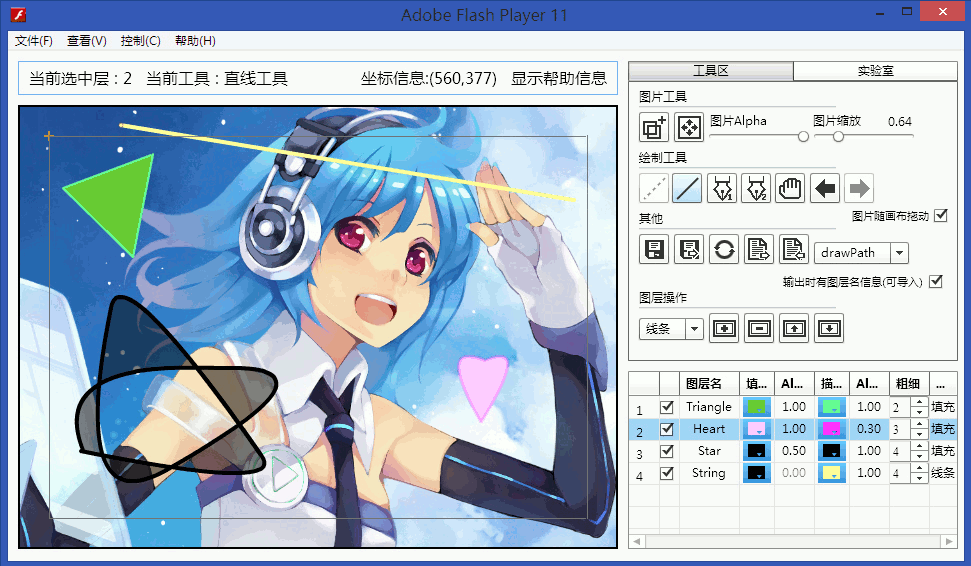 Adobe Flash Player 11
文件(F) 查看(V) 控制(C) 帮助(H)
当前选中层 : 2 当前工具 : 直线工具 坐标信息:(560,377) 显示帮助信息
工具区 实验室
图片工具
图片Alpha 图片缩放 0.64
绘制工具
1 2
图片随画布拖动
其他
drawPath
输出时有图层名信息(可导入)
图层操作
线条
图层名 填... Al... 描... Al... 粗细 ...
1 Triangle 1.00 1.00 2 填充
2 Heart 1.00 0.30 3 填充
3 Star 0.50 1.00 4 填充
4 String 0.00 1.00 4 线条